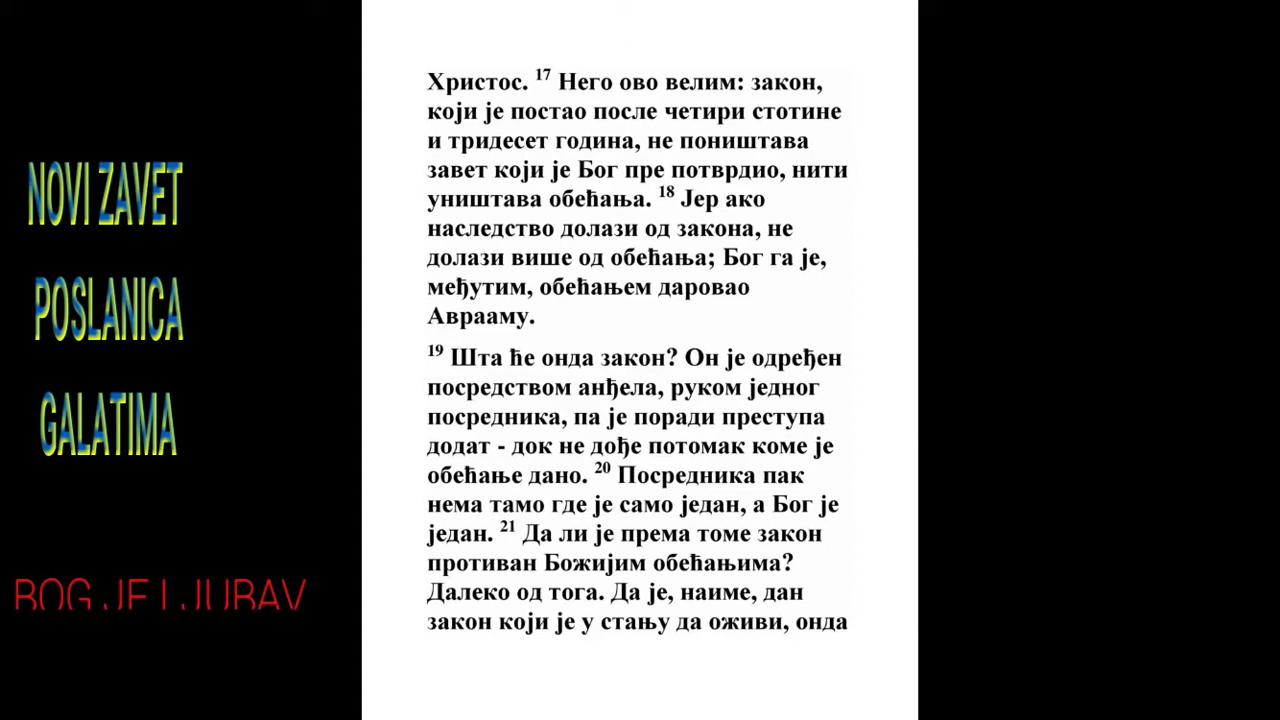 NOVI ZAVET
POSLANICA
GALATIMA
BOG JE LJUBAV
Христос. 17 Него ово велим: закон,
који је постао после четири стотине
и тридесет година, не поништава
завет који је Бог пре потврдио, нити
уништава обећања. 18 Јер ако
наследство долази од закона, не
долази више од обећања; Бог га је,
међутим, обећањем даровао
Аврааму.
19 Шта ће онда закон? Он је одређен
посредством анђела, руком једног
посредника, па је поради преступа
додат - док не дође потомак коме је
обећање дано. 20 Посредника пак
нема тамо где је само један, а Бог је
један. 21 Да ли је према томе закон
противан Божијим обећањима?
Далеко од тога. Да је, наиме, дан
закон који је у стању да оживи, онда